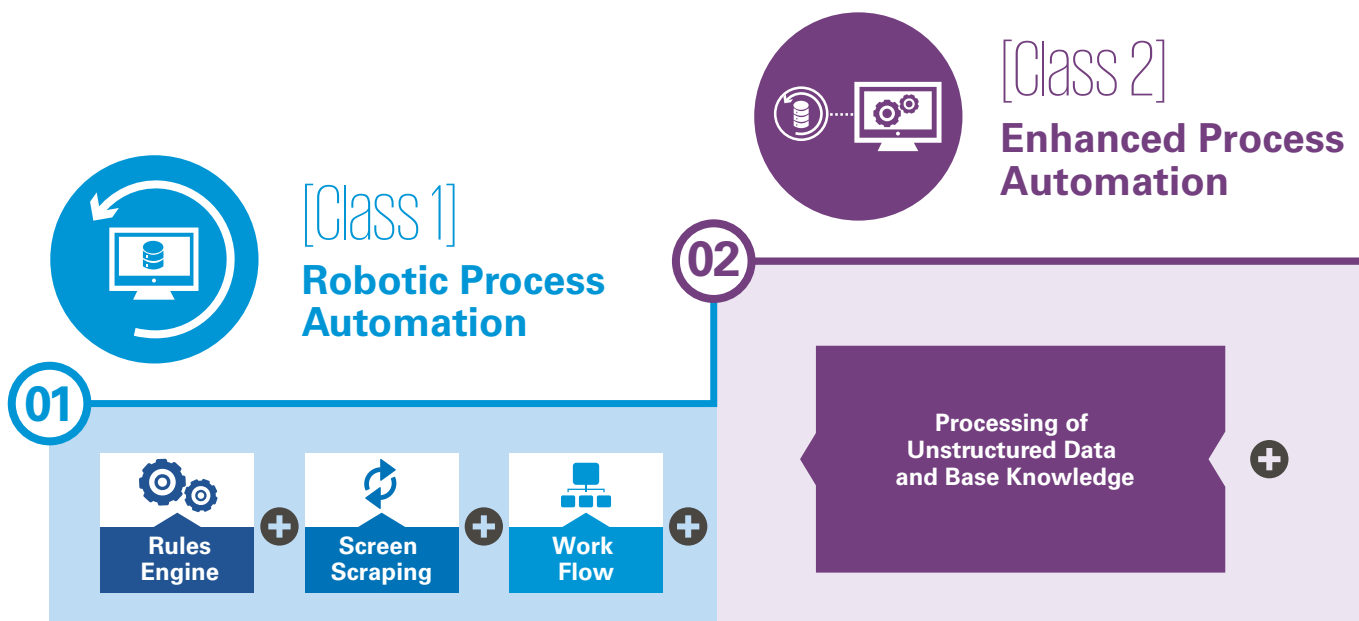 [Class 1]
Robotic Process
Automation
01
Rules
Engine
Screen
Scraping
Work
Flow
[Class 2]
Enhanced Process
Automation
02
Processing of
Unstructured Data
and Base Knowledge